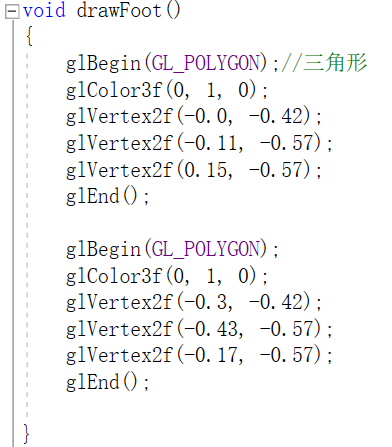 void drawFoot()
{
glBegin(GL_POLYGON);//三角形
glColor3f(0, 1, 0);
glVertex2f(-0.0, -0.42);
glVertex2f(-0.11, -0.57);
glVertex2f(0.15, -0.57);
glEnd();
glBegin(GL_POLYGON);
glColor3f(0, 1, 0);
glVertex2f(-0.3, -0.42);
glVertex2f(-0.43, -0.57);
glVertex2f(-0.17, -0.57);
glEnd();
}